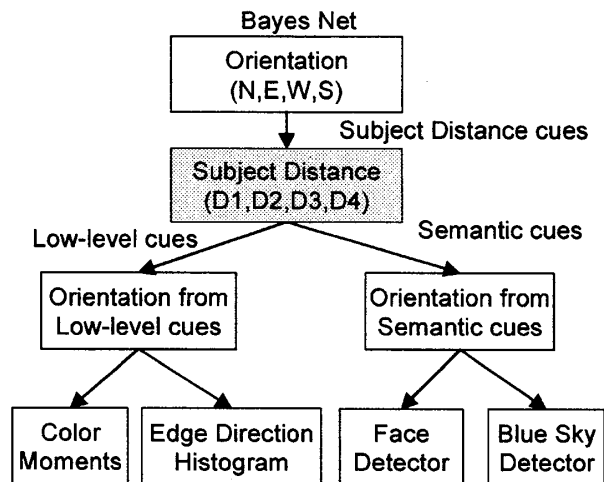 Bayes Net
Orientation
(N,E,W,S)
Subject Distance cues
Subject Distance
(D1,D2,D3,D4)
Low-level cues
Semantic cues
Orientation from
Low-level cues
Orientation from
Semantic cues
Color
Moments
Edge Direction
Histogram
Face
Detector
Blue Sky
Detector